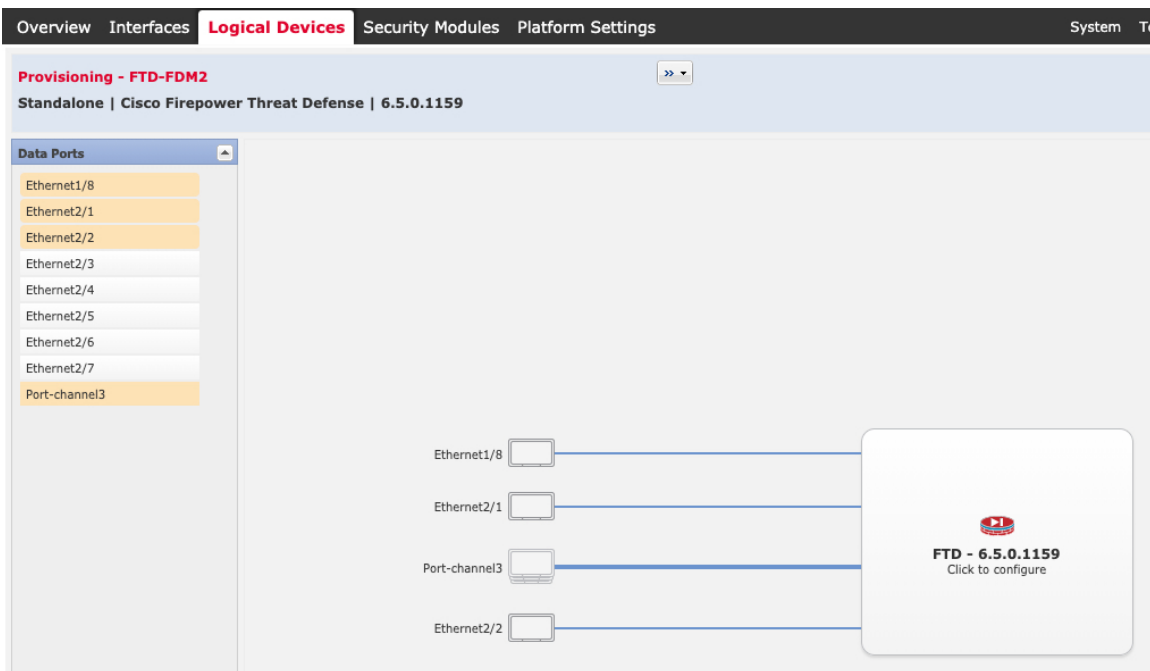 Overview Interfaces Logical Devices Security Modules Platform Settings System
Provisioning - FTD-FDM2
Standalone | Cisco Firepower Threat Defense | 6.5.0.1159
Data Ports
Ethernet1/8
Ethernet2/1
Ethernet2/2
Ethernet2/3
Ethernet2/4
Ethernet2/5
Ethernet2/6
Ethernet2/7
Port-channel3
Ethernet1/8
Ethernet2/1
Port-channel3
Ethernet2/2
FTD - 6.5.0.1159
Click to configure